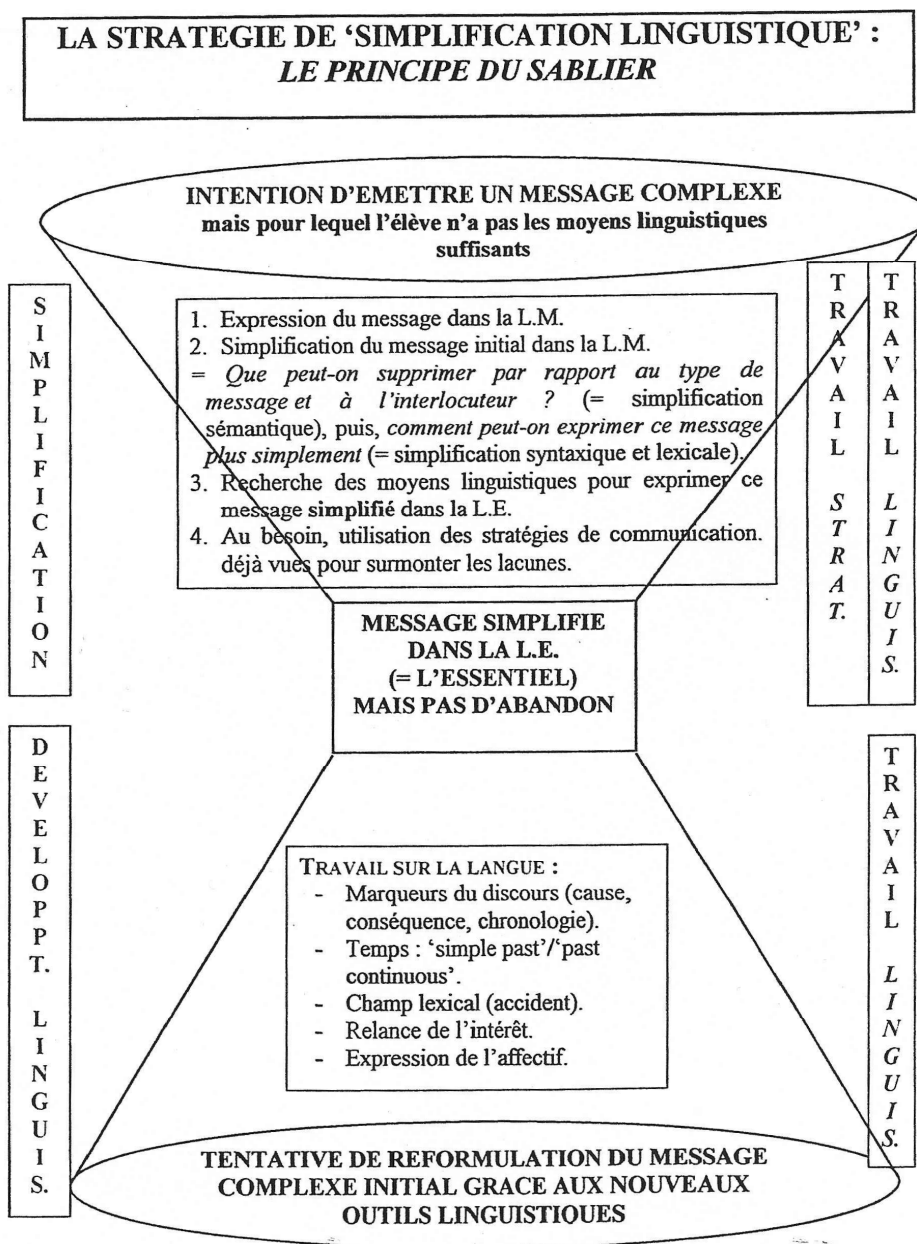 LA STRATEGIE DE ‘SIMPLIFICATION LINGUISTIQUE’ :
LE PRINCIPE DU SABLIER
INTENTION D’EMETTRE UN MESSAGE COMPLEXE
mais pour lequel l’élève n’a pas les moyens linguistiques
suffisants
SIMPLIFICATION
1. Expression du message dans la L.M.
2. Simplification du message initial dans la L.M.
= Que peut-on supprimer par rapport au type de
message et à l’interlocuteur ? (= simplification
sémantique), puis, comment peut-on exprimer ce message
plus simplement (= simplification syntaxique et lexicale).
3. Recherche des moyens linguistiques pour exprimer ce
message simplifié dans la L.E.
4. Au besoin, utilisation des stratégies de communication.
déjà vues pour surmonter les lacunes.
TRAVAIL STRAT.
TRAVAIL LINGUIS.
MESSAGE SIMPLIFIE
DANS LA L.E.
(= L’ESSENTIEL)
MAIS PAS D’ABANDON
DEVELOPPT. LINGUIS.
TRAVAIL SUR LA LANGUE :
- Marqueurs du discours (cause,
conséquence, chronologie).
- Temps : ‘simple past’/‘past
continuous’.
- Champ lexical (accident).
- Relance de l’intérêt.
- Expression de l’affectif.
TRAVAIL LINGUIS.
TENTATIVE DE REFORMULATION DU MESSAGE
COMPLEXE INITIAL GRACE AUX NOUVEAUX
OUTILS LINGUISTIQUES